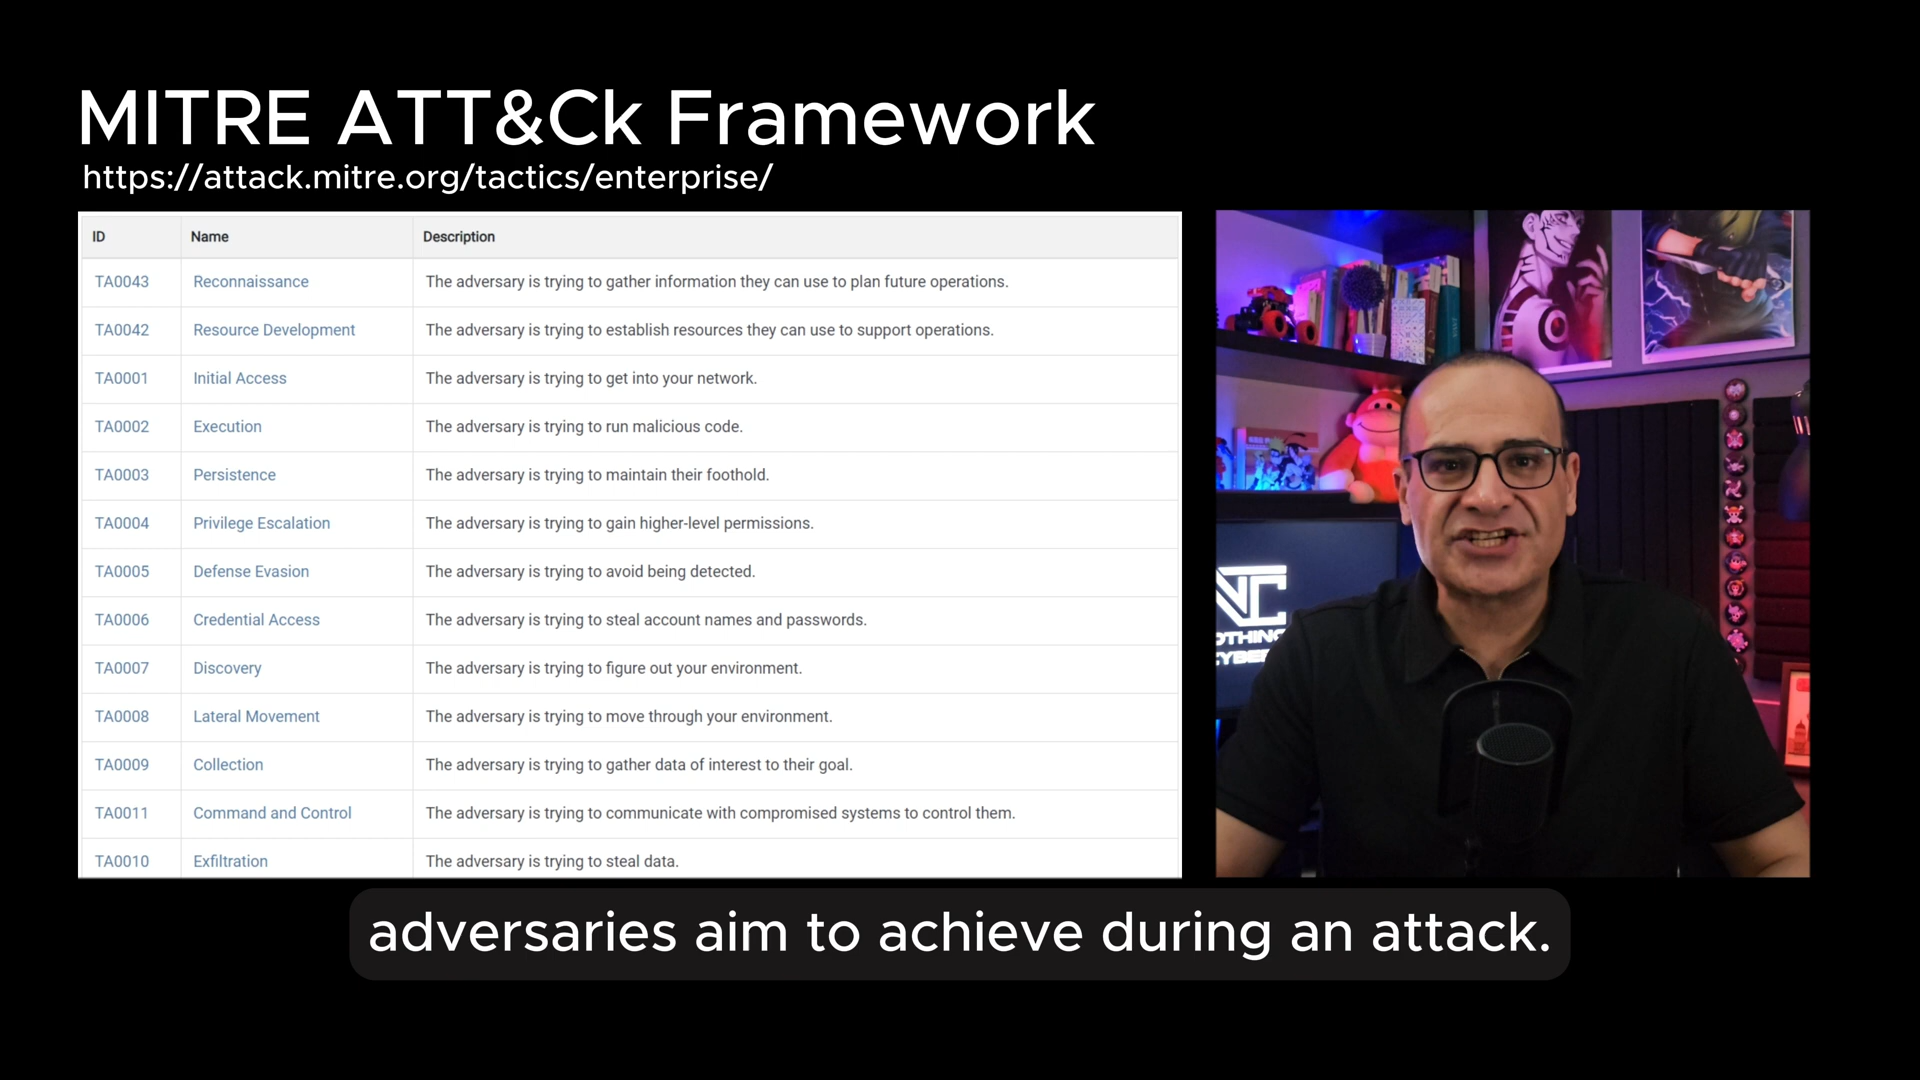 MITRE ATT&Ck Framework
https://attack.mitre.org/tactics/enterprise/
ID Name Description
TA0043 Reconnaissance The adversary is trying to gather information they can use to plan future operations.
TA0042 Resource Development The adversary is trying to establish resources they can use to support operations.
TA0001 Initial Access The adversary is trying to get into your network.
TA0002 Execution The adversary is trying to run malicious code.
TA0003 Persistence The adversary is trying to maintain their foothold.
TA0004 Privilege Escalation The adversary is trying to gain higher-level permissions.
TA0005 Defense Evasion The adversary is trying to avoid being detected.
TA0006 Credential Access The adversary is trying to steal account names and passwords.
TA0007 Discovery The adversary is trying to figure out your environment.
TA0008 Lateral Movement The adversary is trying to move through your environment.
TA0009 Collection The adversary is trying to gather data of interest to their goal.
TA0011 Command and Control The adversary is trying to communicate with compromised systems to control them.
TA0010 Exfiltration The adversary is trying to steal data.
NC
OTHING
CYBER
adversaries aim to achieve during an attack.